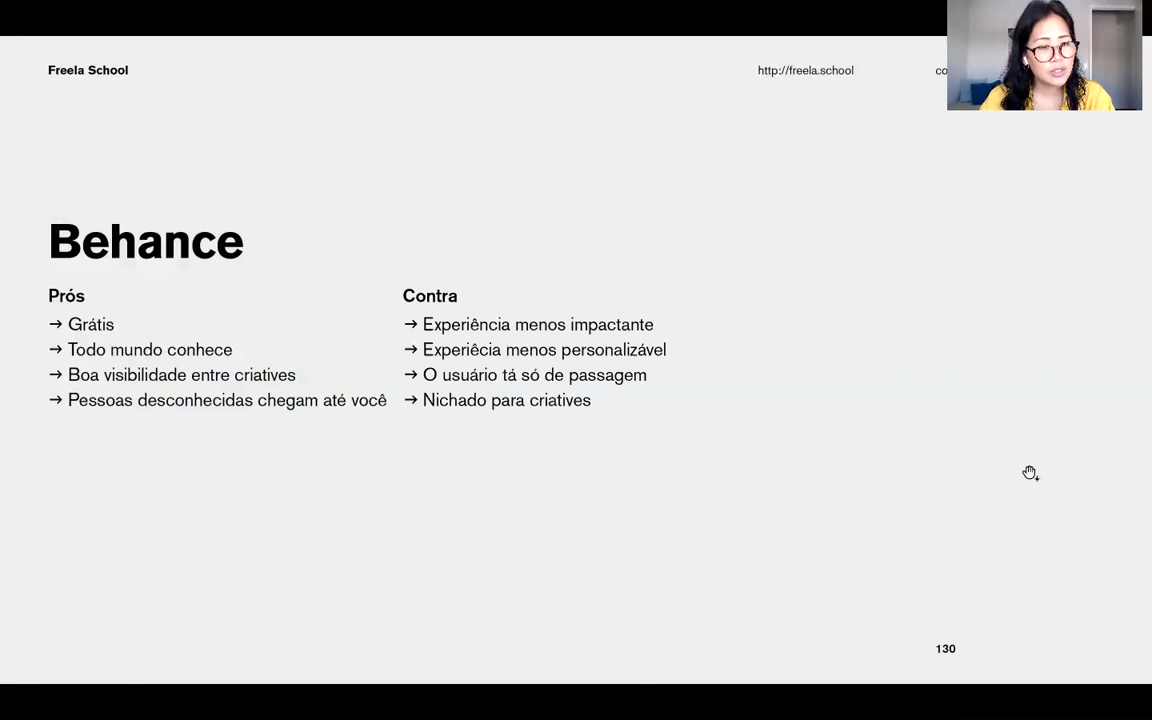 Freela School
http://freela.school
co
Behance
Prós
→ Grátis
→ Todo mundo conhece
→ Boa visibilidade entre criatives
→ Pessoas desconhecidas chegam até você
Contra
→ Experiência menos impactante
→ Experiêcia menos personalizável
→ O usuário tá só de passagem
→ Nichado para criatives
130